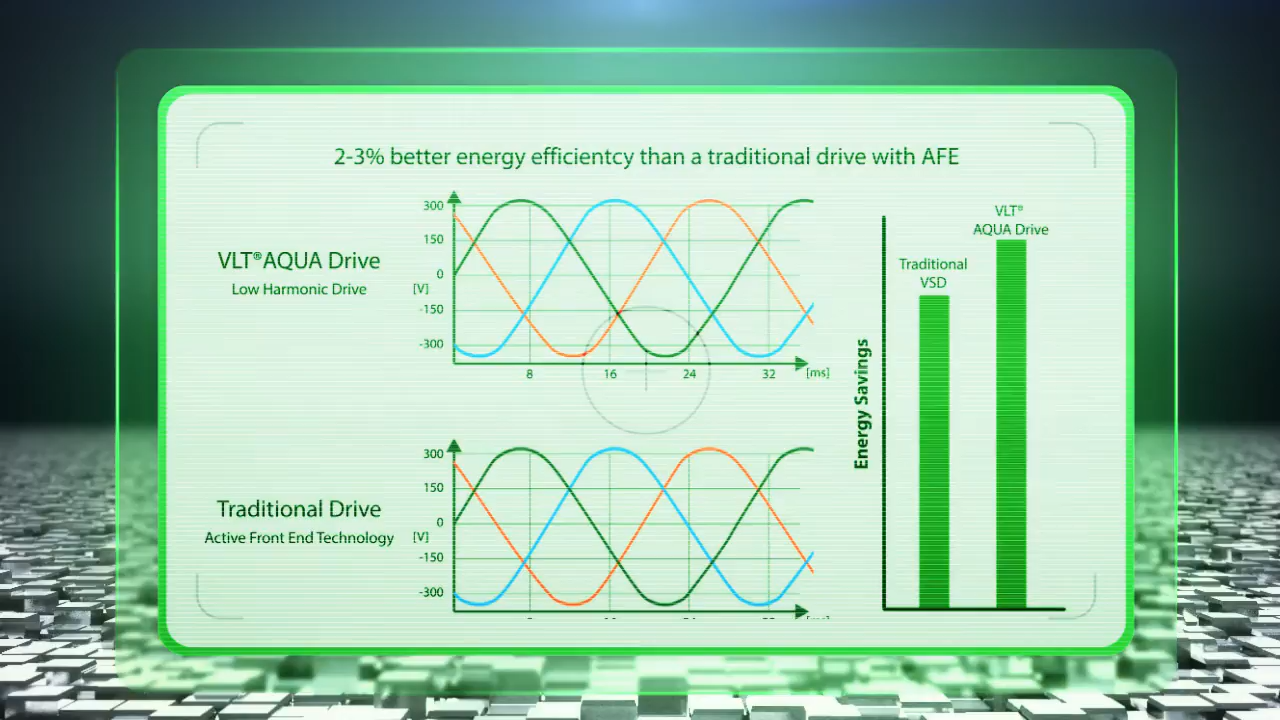 2-3% better energy efficientcy than a traditional drive with AFE
VLT® AQUA Drive
Low Harmonic Drive
300
150
0
[V]
-150
-300
8
16
24
32
[ms]
Traditional Drive
Active Front End Technology
300
150
0
[V]
-150
-300
Energy Savings
Traditional
VSD
VLT®
AQUA Drive